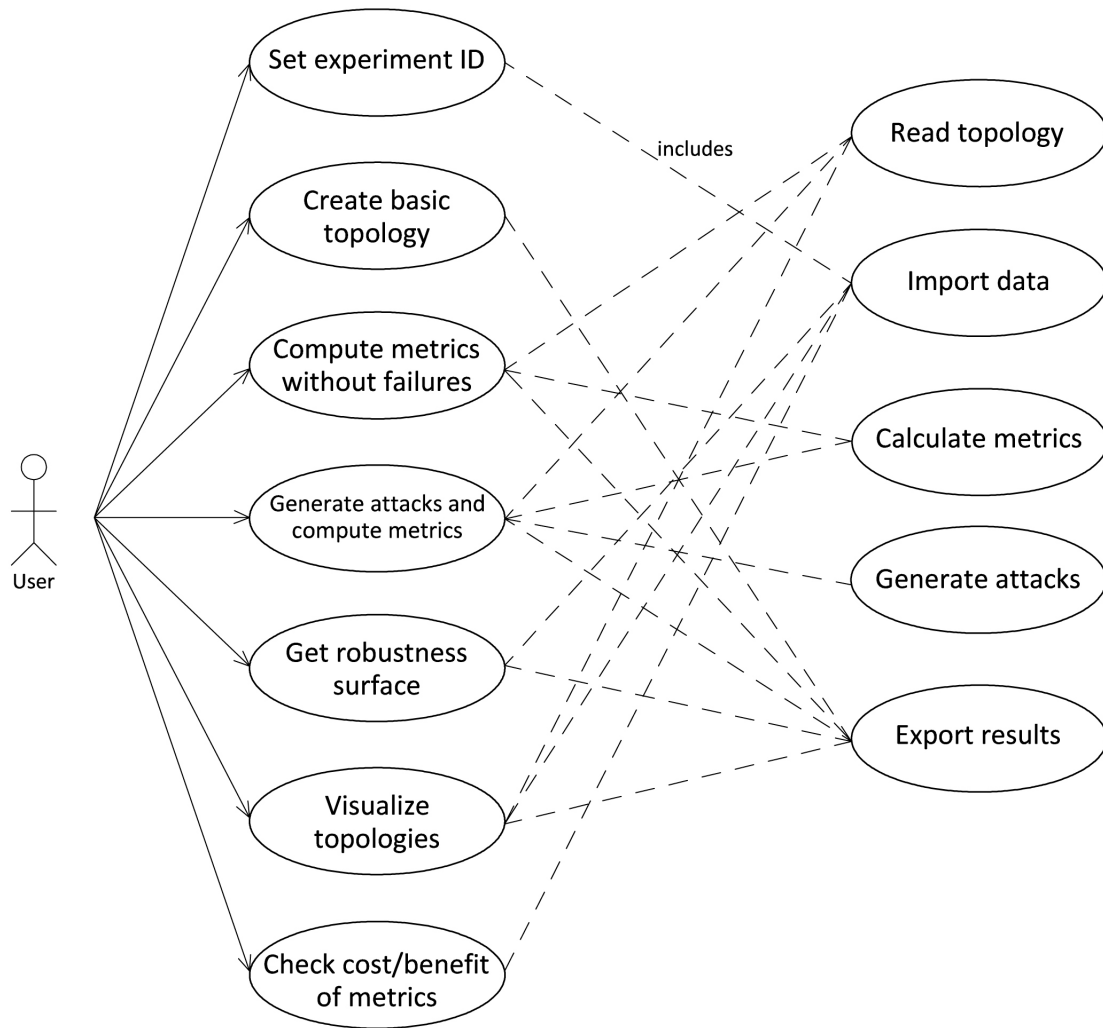 Set experiment ID
Create basic
topology
Compute metrics
without failures
Generate attacks and
compute metrics
Get robustness
surface
Visualize
topologies
Check cost/benefit
of metrics
User
includes
Read topology
Import data
Calculate metrics
Generate attacks
Export results